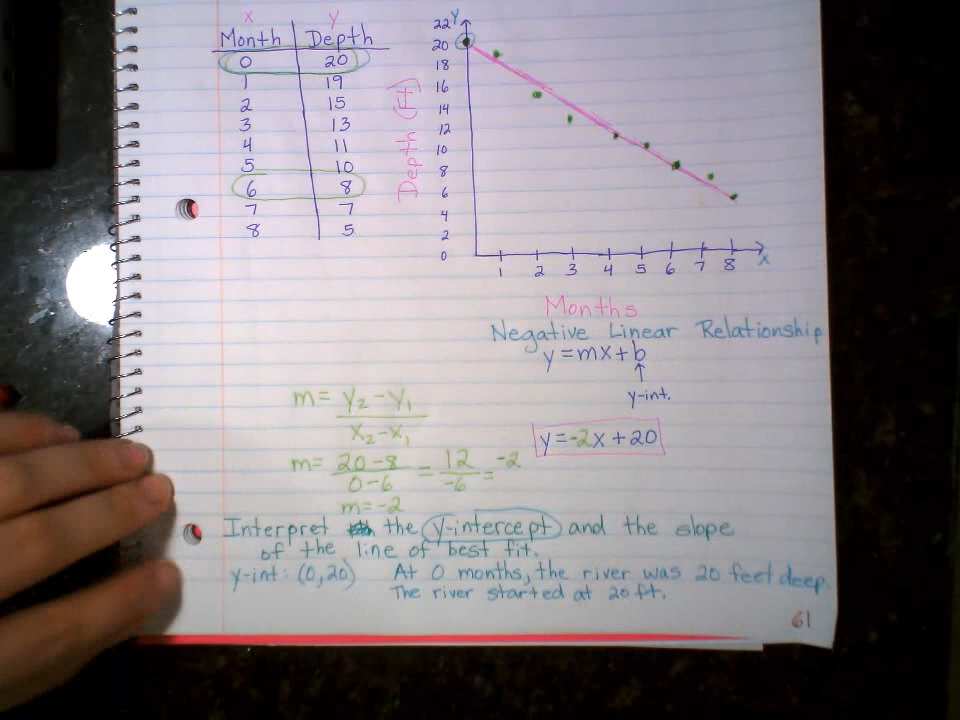 x y
Month Depth
0 20
1 19
2 15
3 13
4 11
5 10
6 8
7 7
8 5
Y
22
20
18
16
14
12
10
8
6
4
2
0
Depth (ft)
1 2 3 4 5 6 7 8 x
Months
Negative Linear Relationship
y=mx+b
↑
y-int.
m= y₂-y₁
x₂-x₁
y=-2x+20
m= 20-8 = 12 = -2
0-6 -6
m=-2
Interpret the y-intercept and the slope
of the line of best fit.
y-int: (0,20) At 0 months, the river was 20 feet deep.
The river started at 20 ft.
61